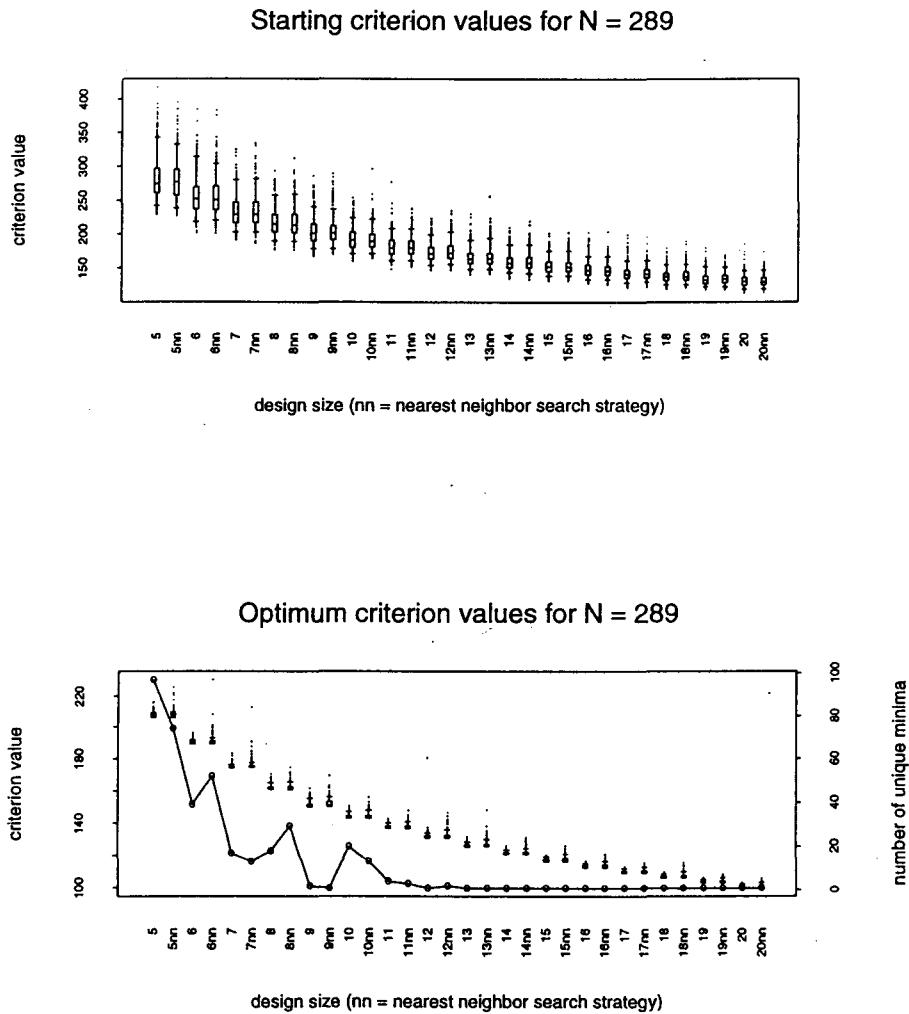 Starting criterion values for N = 289
criterion value
400
350
300
250
200
150
5 5nn 6 6nn 7 7nn 8 8nn 9 9nn 10 10nn 11 11nn 12 12nn 13 13nn 14 14nn 15 15nn 16 16nn 17 17nn 18 18nn 19 19nn 20 20nn
design size (nn = nearest neighbor search strategy)
Optimum criterion values for N = 289
criterion value
220
180
140
100
number of unique minima
100
80
60
40
20
0
5 5nn 6 6nn 7 7nn 8 8nn 9 9nn 10 10nn 11 11nn 12 12nn 13 13nn 14 14nn 15 15nn 16 16nn 17 17nn 18 18nn 19 19nn 20 20nn
design size (nn = nearest neighbor search strategy)